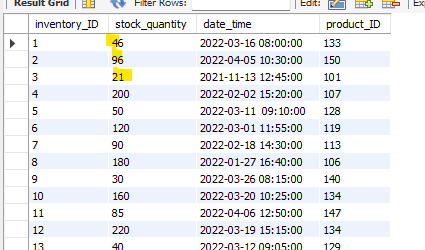 Result Grid Filter Rows: Edit:
inventory_ID stock_quantity date_time product_ID
1 46 2022-03-16 08:00:00 133
2 96 2022-04-05 10:30:00 150
3 21 2021-11-13 12:45:00 101
4 200 2022-02-02 15:20:00 107
5 50 2022-03-11 09:10:00 128
6 120 2022-03-01 11:55:00 119
7 90 2022-02-18 14:30:00 113
8 180 2022-01-27 16:40:00 106
9 30 2022-03-26 08:15:00 140
10 160 2022-03-20 10:25:00 134
11 85 2022-04-06 12:50:00 147
12 220 2022-03-19 15:15:00 134
13 40 2022-03-12 09:05:00 129